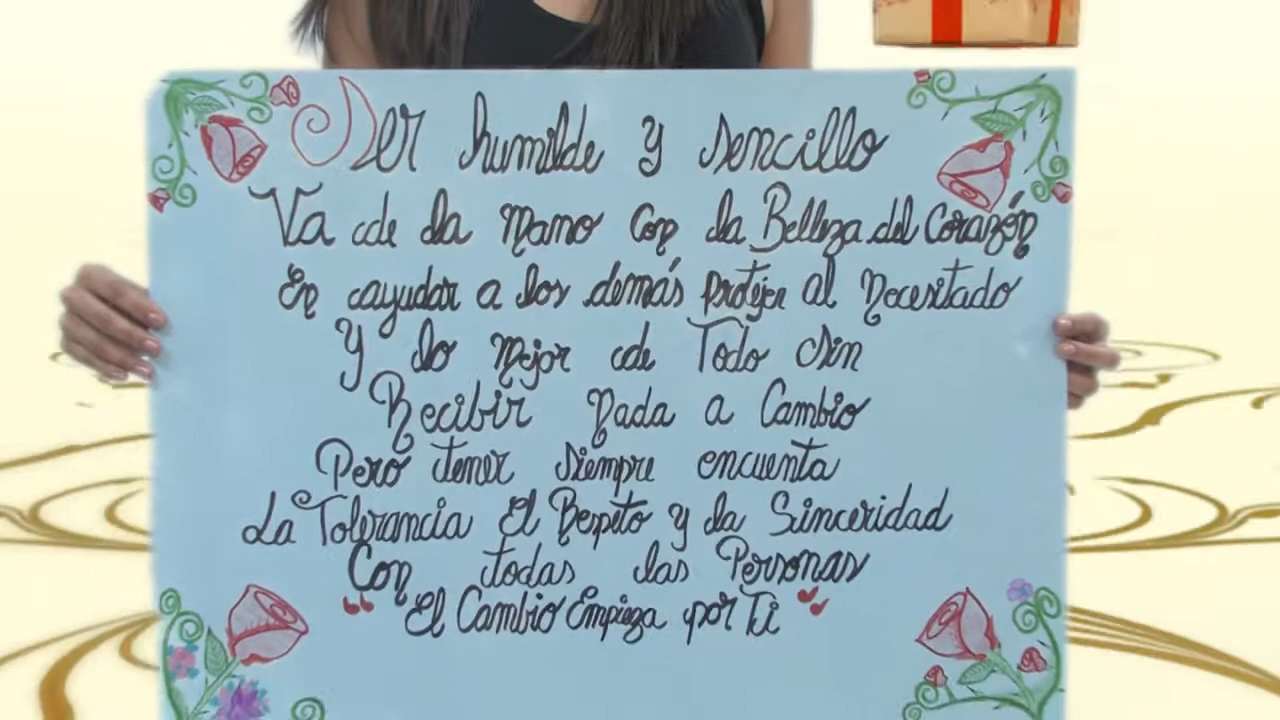 Ser humilde y sencillo
Va de la Mano Con la Belleza del Corazón
En ayudar a los demás protejer al Necesitado
Y lo Mejor de Todo Sin
Recibir Nada a Cambio
Pero tener siempre encuenta
La Tolerancia El Respeto y la Sinceridad
Con todas las Personas
"El Cambio Empieza por Ti"